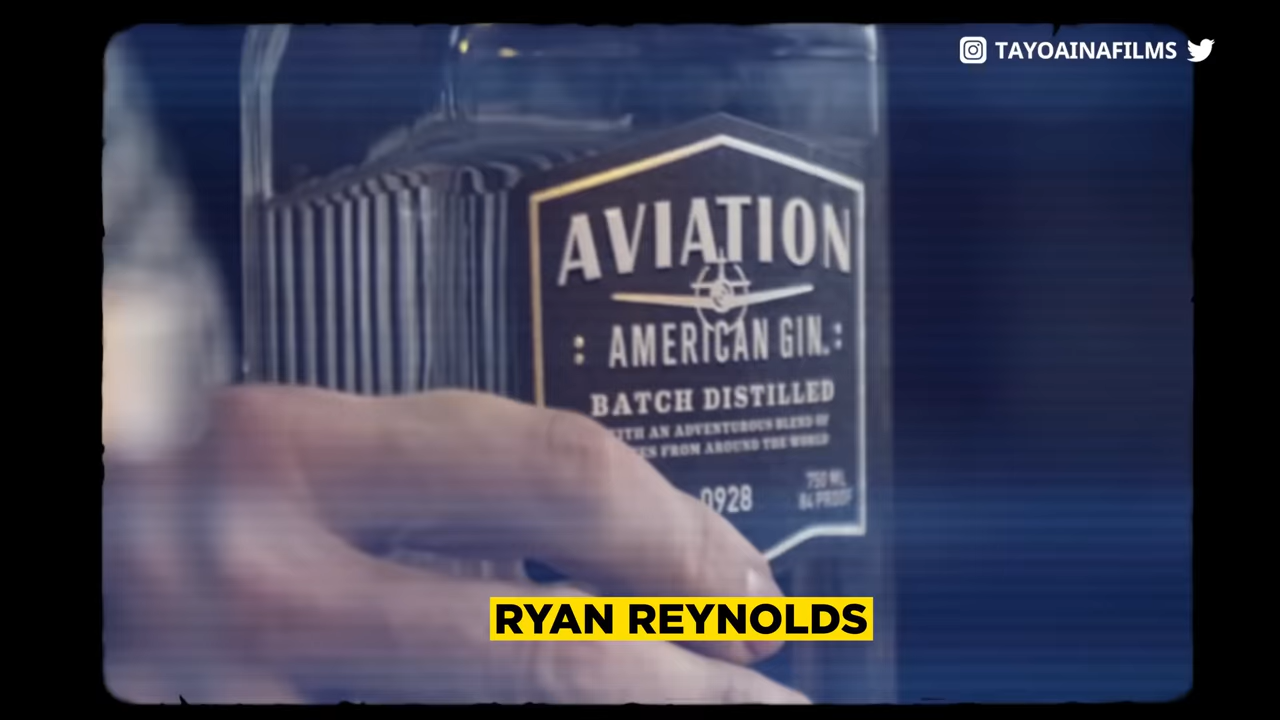 TAYOAINAFILMS
AVIATION
: AMERICAN GIN. :
BATCH DISTILLED
WITH AN ADVENTUROUS BLEND OF
FROM AROUND THE WORLD
0928
750 ML
84 PROOF
RYAN REYNOLDS